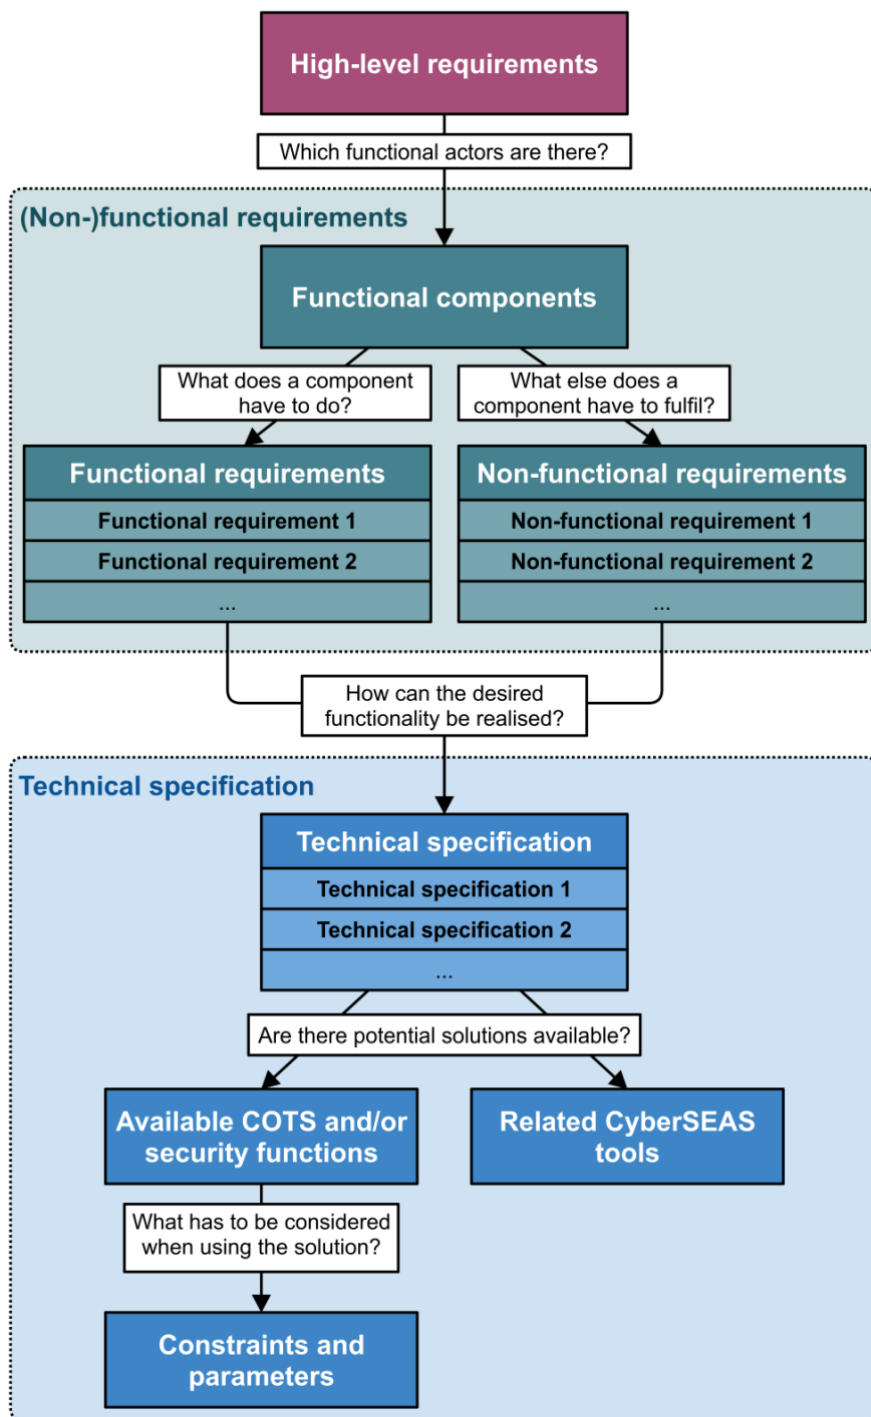 High-level requirements
Which functional actors are there?
(Non-)functional requirements
Functional components
What does a component
have to do?
What else does a
component have to fulfil?
Functional requirements
Functional requirement 1
Functional requirement 2
...
Non-functional requirements
Non-functional requirement 1
Non-functional requirement 2
...
How can the desired
functionality be realised?
Technical specification
Technical specification
Technical specification 1
Technical specification 2
...
Are there potential solutions available?
Available COTS and/or
security functions
Related CyberSEAS
tools
What has to be considered
when using the solution?
Constraints and
parameters